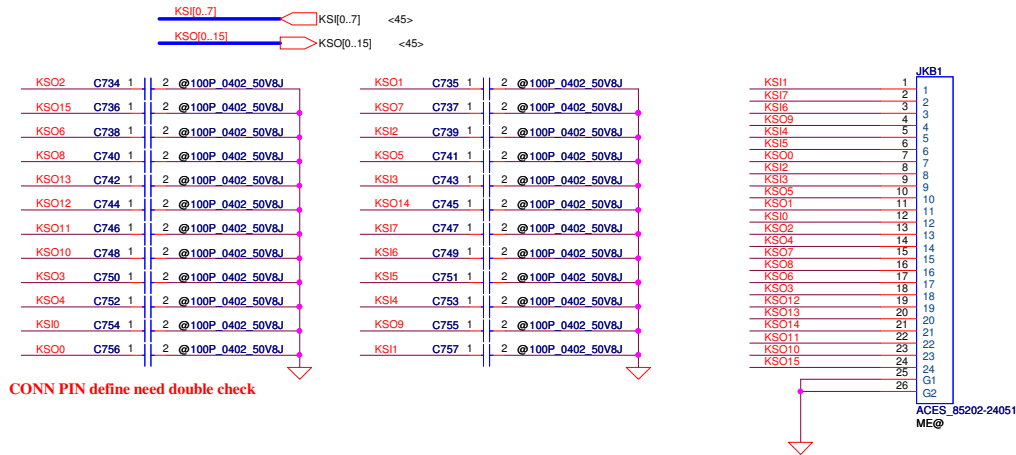 KSI[0..7] KSI[0..7] <45>
KSO[0..15] KSO[0..15] <45>
KSO2 C734 1 2 @100P_0402_50V8J
KSO15 C736 1 2 @100P_0402_50V8J
KSO6 C738 1 2 @100P_0402_50V8J
KSO8 C740 1 2 @100P_0402_50V8J
KSO13 C742 1 2 @100P_0402_50V8J
KSO12 C744 1 2 @100P_0402_50V8J
KSO11 C746 1 2 @100P_0402_50V8J
KSO10 C748 1 2 @100P_0402_50V8J
KSO3 C750 1 2 @100P_0402_50V8J
KSO4 C752 1 2 @100P_0402_50V8J
KSI0 C754 1 2 @100P_0402_50V8J
KSO0 C756 1 2 @100P_0402_50V8J
CONN PIN define need double check
KSO1 C735 1 2 @100P_0402_50V8J
KSO7 C737 1 2 @100P_0402_50V8J
KSI2 C739 1 2 @100P_0402_50V8J
KSO5 C741 1 2 @100P_0402_50V8J
KSI3 C743 1 2 @100P_0402_50V8J
KSO14 C745 1 2 @100P_0402_50V8J
KSI7 C747 1 2 @100P_0402_50V8J
KSI6 C749 1 2 @100P_0402_50V8J
KSI5 C751 1 2 @100P_0402_50V8J
KSI4 C753 1 2 @100P_0402_50V8J
KSO9 C755 1 2 @100P_0402_50V8J
KSI1 C757 1 2 @100P_0402_50V8J
JKB1
KSI1 1 1
KSI7 2 2
KSI6 3 3
KSO9 4 4
KSI4 5 5
KSI5 6 6
KSO0 7 7
KSI2 8 8
KSI3 9 9
KSO5 10 10
KSO1 11 11
KSI0 12 12
KSO2 13 13
KSO4 14 14
KSO7 15 15
KSO8 16 16
KSO6 17 17
KSO3 18 18
KSO12 19 19
KSO13 20 20
KSO14 21 21
KSO11 22 22
KSO10 23 23
KSO15 24 24
25 G1
26 G2
ACES_85202-24051
ME@